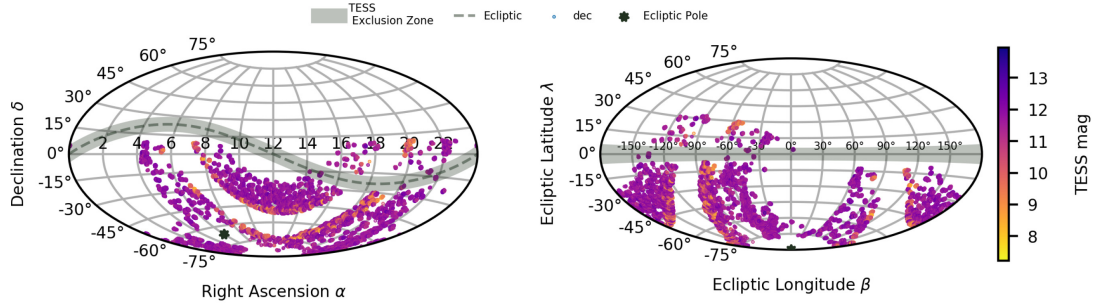 TESS
Exclusion Zone
Ecliptic
dec
Ecliptic Pole
75°
60°
45°
30°
15°
0°
-15°
-30°
-45°
-60°
-75°
4 6 8 10 12 14 16 18 20 22
Declination δ
Right Ascension α
75°
60°
45°
30°
15°
0°
-15°
-30°
-45°
-60°
-75°
-150° -120° -90° -60° -30° 0° 30° 60° 90° 120° 150°
Ecliptic Latitude λ
Ecliptic Longitude β
13
12
11
10
9
8
TESS mag